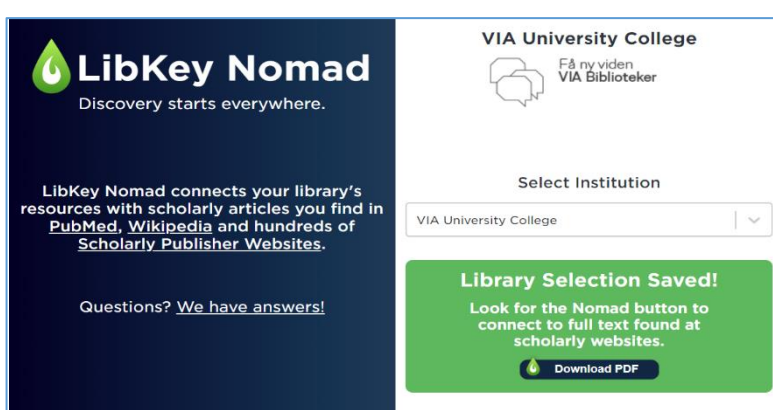 LibKey Nomad
Discovery starts everywhere.
LibKey Nomad connects your library's
resources with scholarly articles you find in
PubMed, Wikipedia and hundreds of
Scholarly Publisher Websites.
Questions? We have answers!
VIA University College
Få ny viden
VIA Biblioteker
Select Institution
VIA University College
Library Selection Saved!
Look for the Nomad button to
connect to full text found at
scholarly websites.
Download PDF